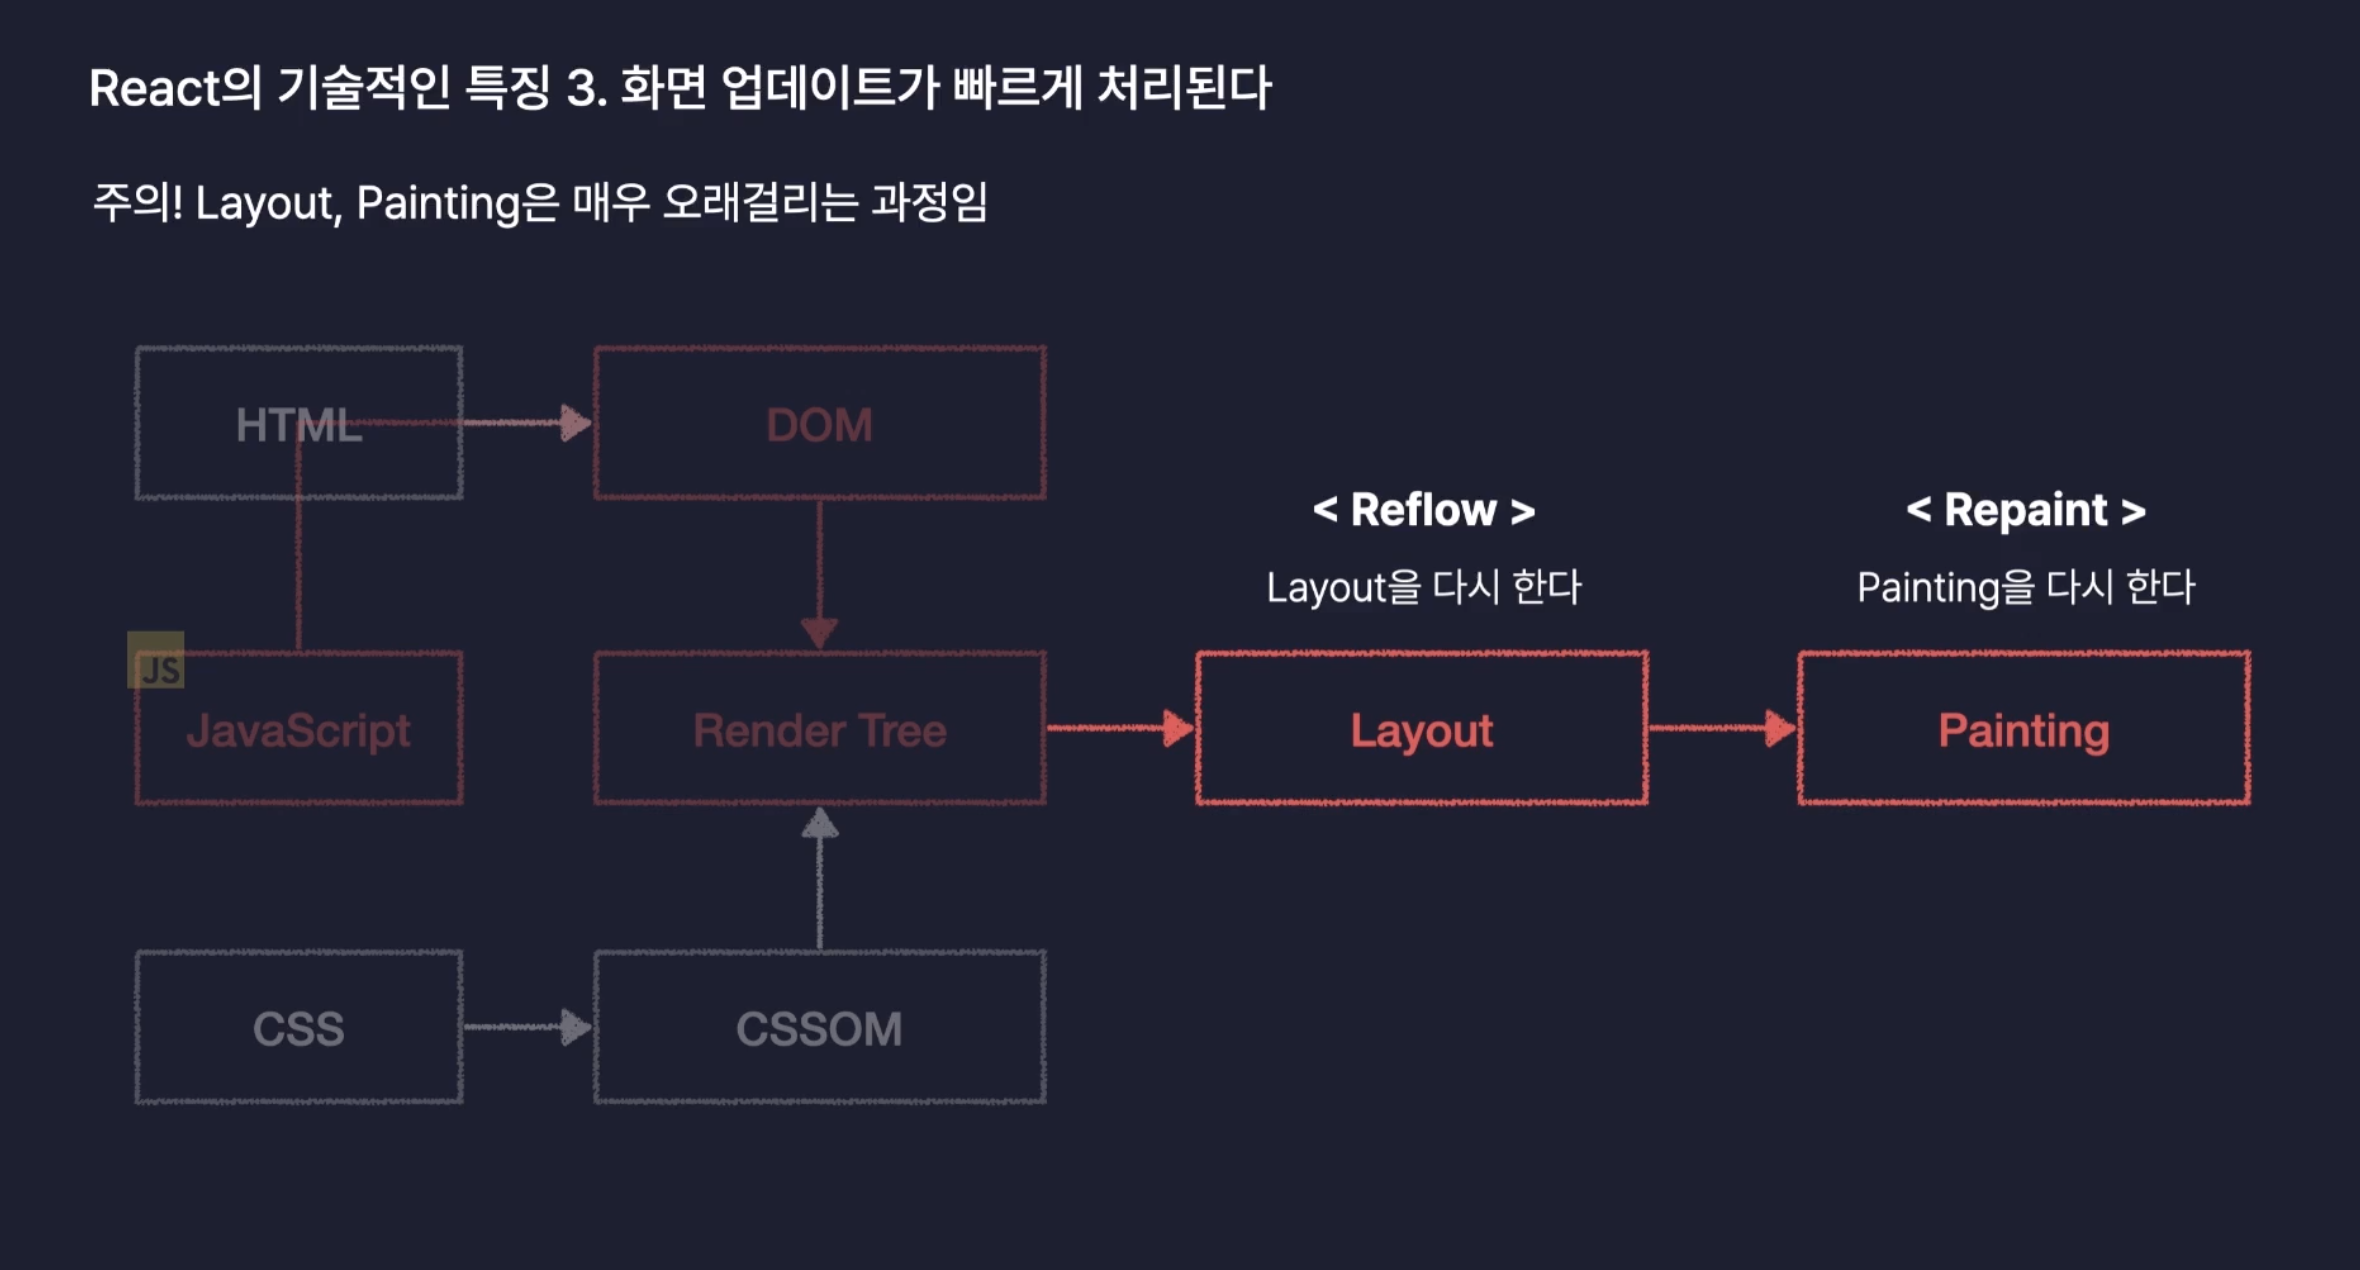 React의 기술적인 특징 3. 화면 업데이트가 빠르게 처리된다
주의! Layout, Painting은 매우 오래걸리는 과정임
HTML
DOM
< Reflow >
Layout을 다시 한다
< Repaint >
Painting을 다시 한다
JS
JavaScript
Render Tree
Layout
Painting
CSS
CSSOM